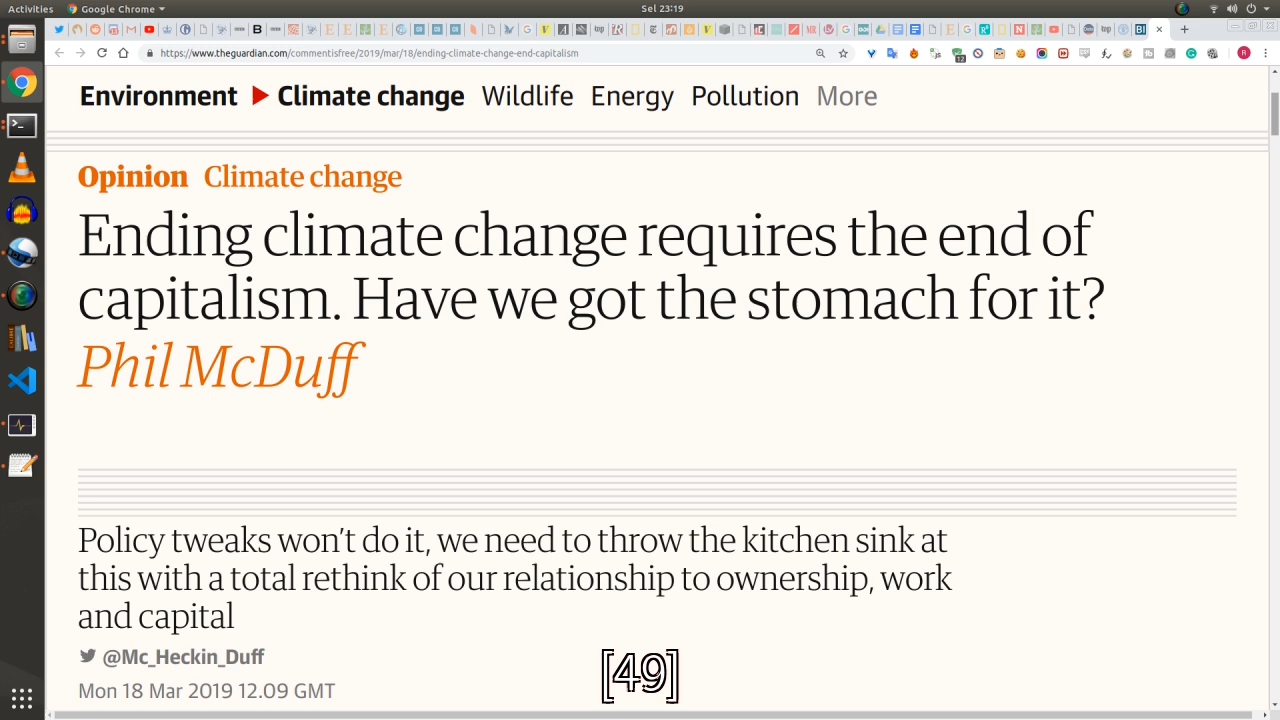 Activities Google Chrome Sel 23:19
https://www.theguardian.com/commentisfree/2019/mar/18/ending-climate-change-end-capitalism
Environment Climate change Wildlife Energy Pollution More
Opinion Climate change
Ending climate change requires the end of
capitalism. Have we got the stomach for it?
Phil McDuff
Policy tweaks won’t do it, we need to throw the kitchen sink at
this with a total rethink of our relationship to ownership, work
and capital
@Mc_Heckin_Duff
[49]
Mon 18 Mar 2019 12.09 GMT